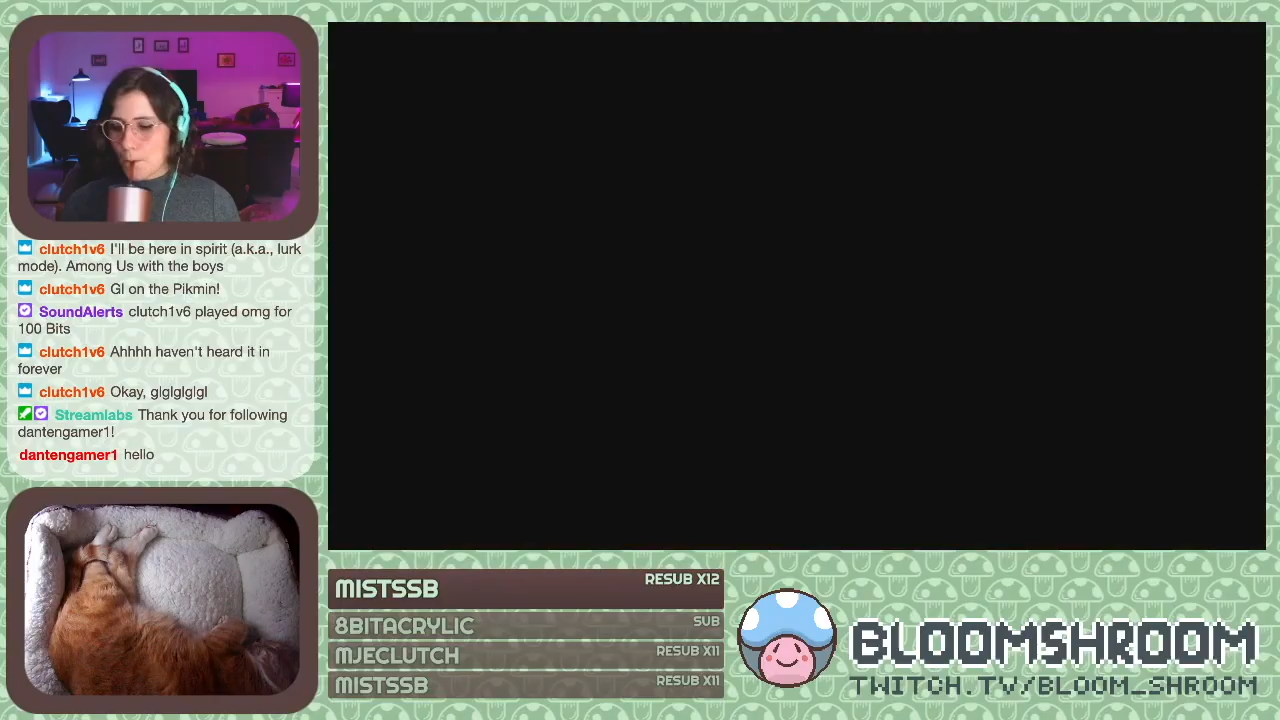 clutch1v6 I'll be here in spirit (a.k.a., lurk
mode). Among Us with the boys
clutch1v6 Gl on the Pikmin!
SoundAlerts clutch1v6 played omg for
100 Bits
clutch1v6 Ahhhh haven't heard it in
forever
clutch1v6 Okay, glglglglgl
Streamlabs Thank you for following
dantengamer1!
dantengamer1 hello
MISTSSB RESUB X12
8BITACRYLIC SUB
MJECLUTCH RESUB X11
MISTSSB RESUB X11
BLOOMSHROOM
TWITCH.TV/BLOOM_SHROOM